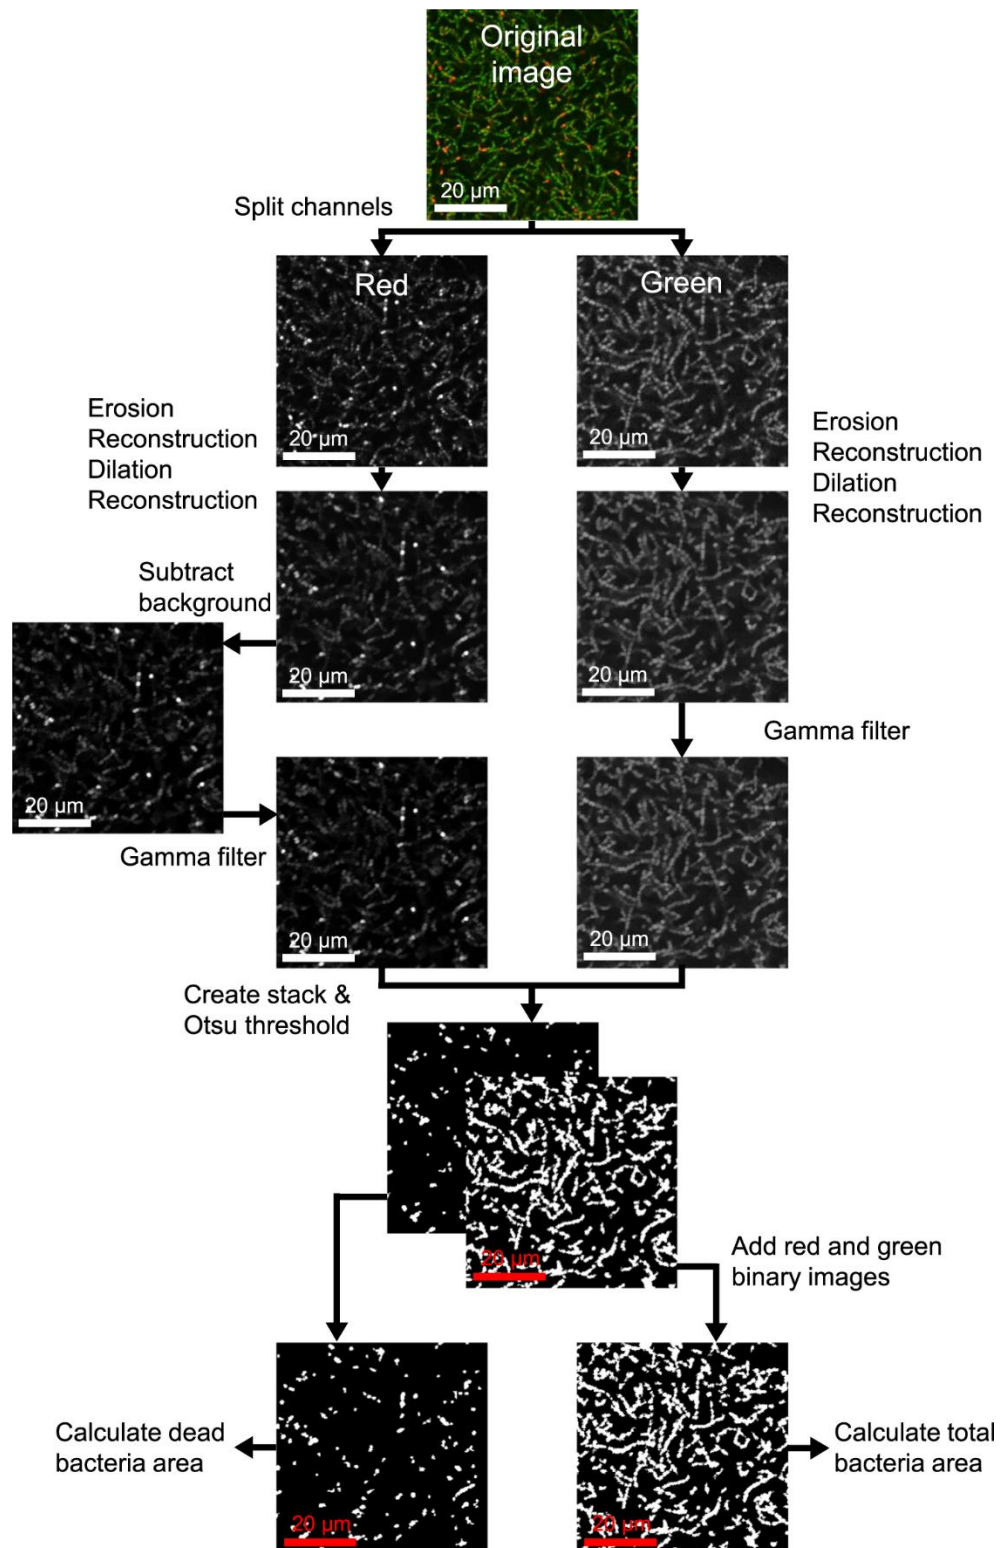 Original
image
20 µm
Split channels
Red
Green
20 µm
20 µm
Erosion
Reconstruction
Dilation
Reconstruction
Erosion
Reconstruction
Dilation
Reconstruction
Subtract
background
20 µm
20 µm
Gamma filter
20 µm
Gamma filter
20 µm
20 µm
Create stack &
Otsu threshold
20 µm
Add red and green
binary images
Calculate dead
bacteria area
Calculate total
bacteria area
20 µm
20 µm